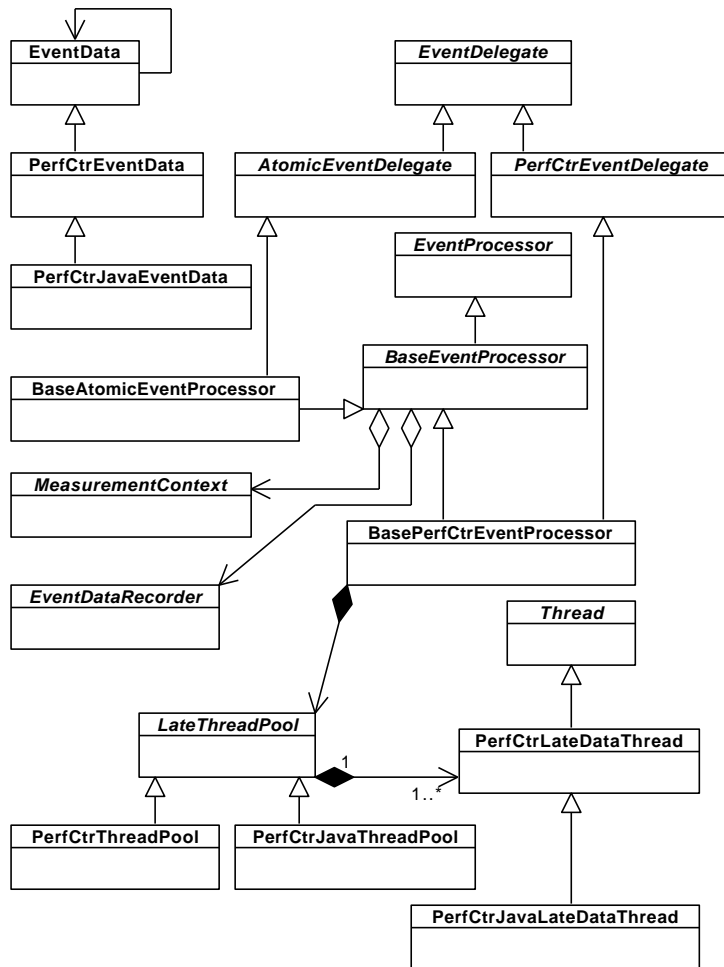 EventData
EventDelegate
PerfCtrEventData
AtomicEventDelegate
PerfCtrEventDelegate
EventProcessor
PerfCtrJavaEventData
BaseEventProcessor
BaseAtomicEventProcessor
MeasurementContext
BasePerfCtrEventProcessor
EventDataRecorder
Thread
LateThreadPool
PerfCtrLateDataThread
1
1..*
PerfCtrThreadPool
PerfCtrJavaThreadPool
PerfCtrJavaLateDataThread